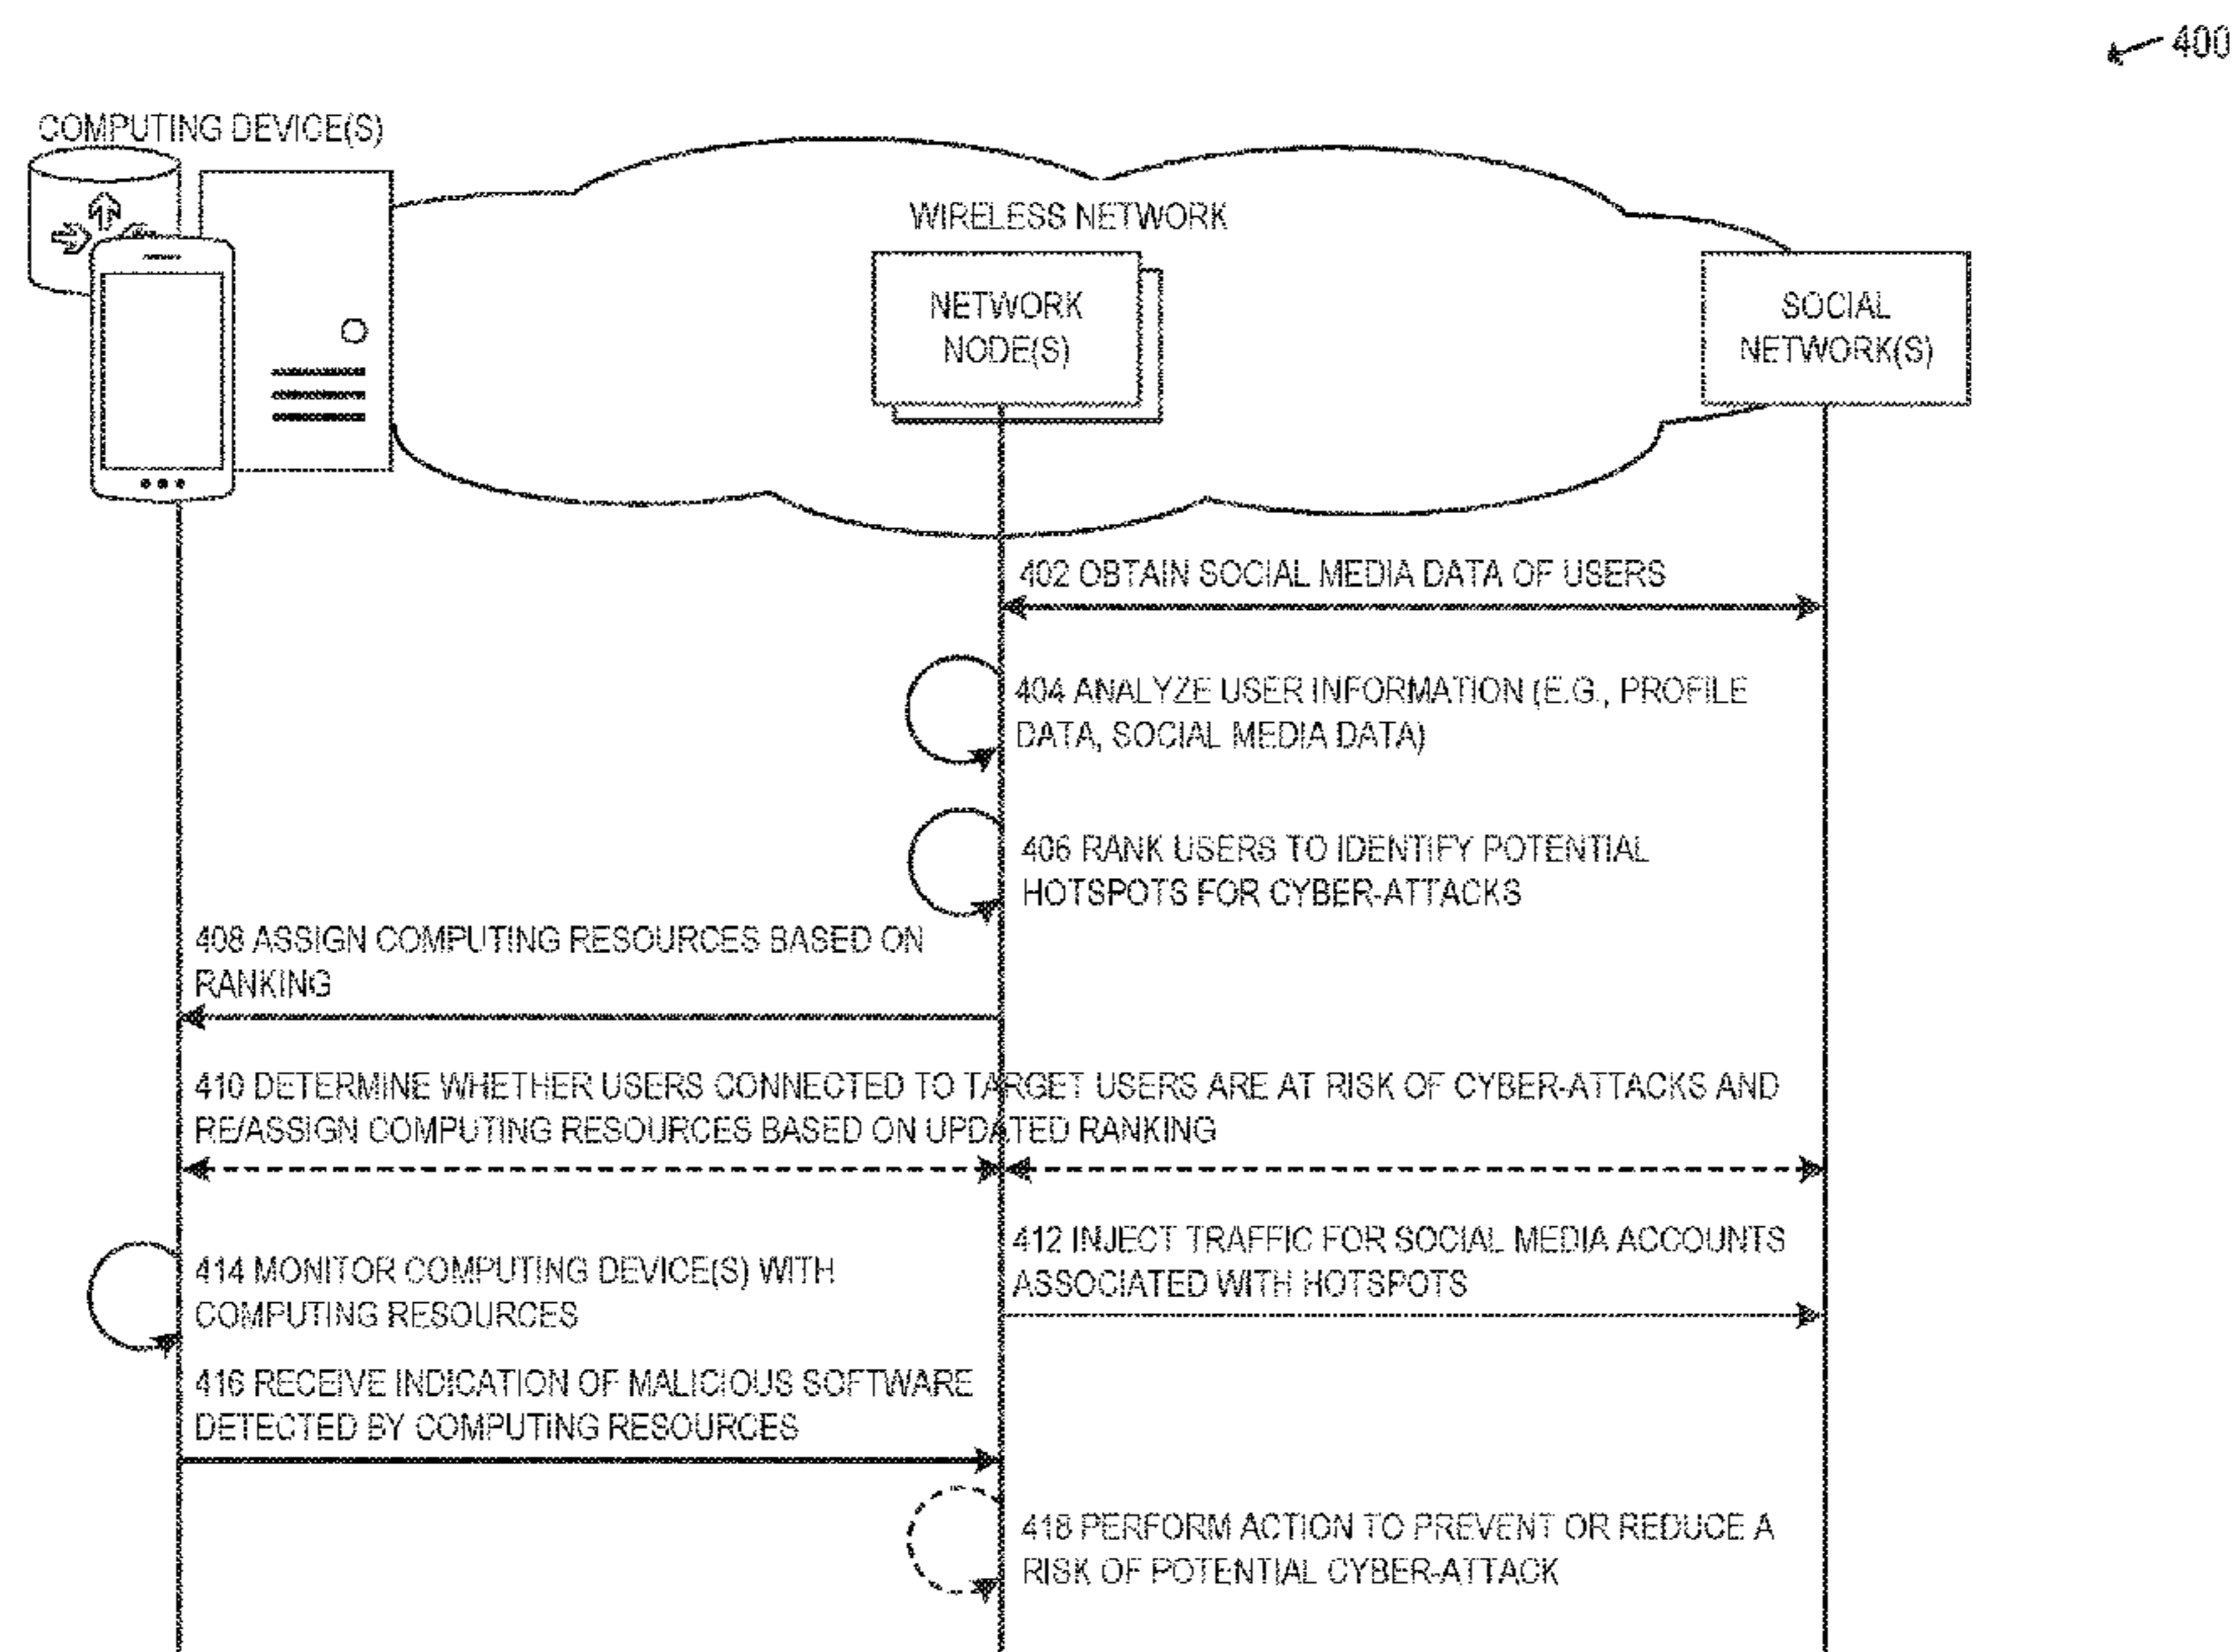 400
COMPUTING DEVICE(S)
WIRELESS NETWORK
NETWORK
NODE(S)
SOCIAL
NETWORK(S)
402 OBTAIN SOCIAL MEDIA DATA OF USERS
404 ANALYZE USER INFORMATION (E.G., PROFILE
DATA, SOCIAL MEDIA DATA)
406 RANK USERS TO IDENTIFY POTENTIAL
HOTSPOTS FOR CYBER-ATTACKS
408 ASSIGN COMPUTING RESOURCES BASED ON
RANKING
410 DETERMINE WHETHER USERS CONNECTED TO TARGET USERS ARE AT RISK OF CYBER-ATTACKS AND
RE/ASSIGN COMPUTING RESOURCES BASED ON UPDATED RANKING
412 INJECT TRAFFIC FOR SOCIAL MEDIA ACCOUNTS
ASSOCIATED WITH HOTSPOTS
414 MONITOR COMPUTING DEVICE(S) WITH
COMPUTING RESOURCES
416 RECEIVE INDICATION OF MALICIOUS SOFTWARE
DETECTED BY COMPUTING RESOURCES
418 PERFORM ACTION TO PREVENT OR REDUCE A
RISK OF POTENTIAL CYBER-ATTACK